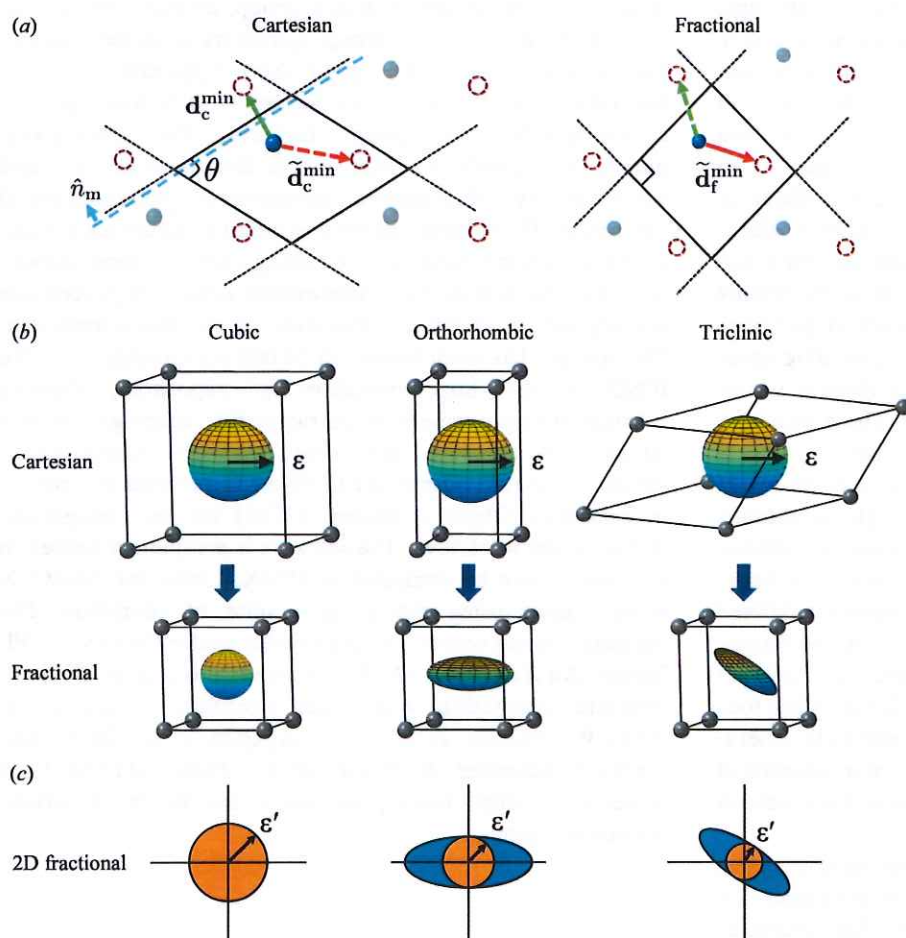 (a) Cartesian Fractional
d_c^min
θ
d̃_c^min
n̂_m
d̃_f^min
(b) Cubic Orthorhombic Triclinic
Cartesian
ε ε ε
Fractional
(c)
ε′ ε′ ε′
2D fractional